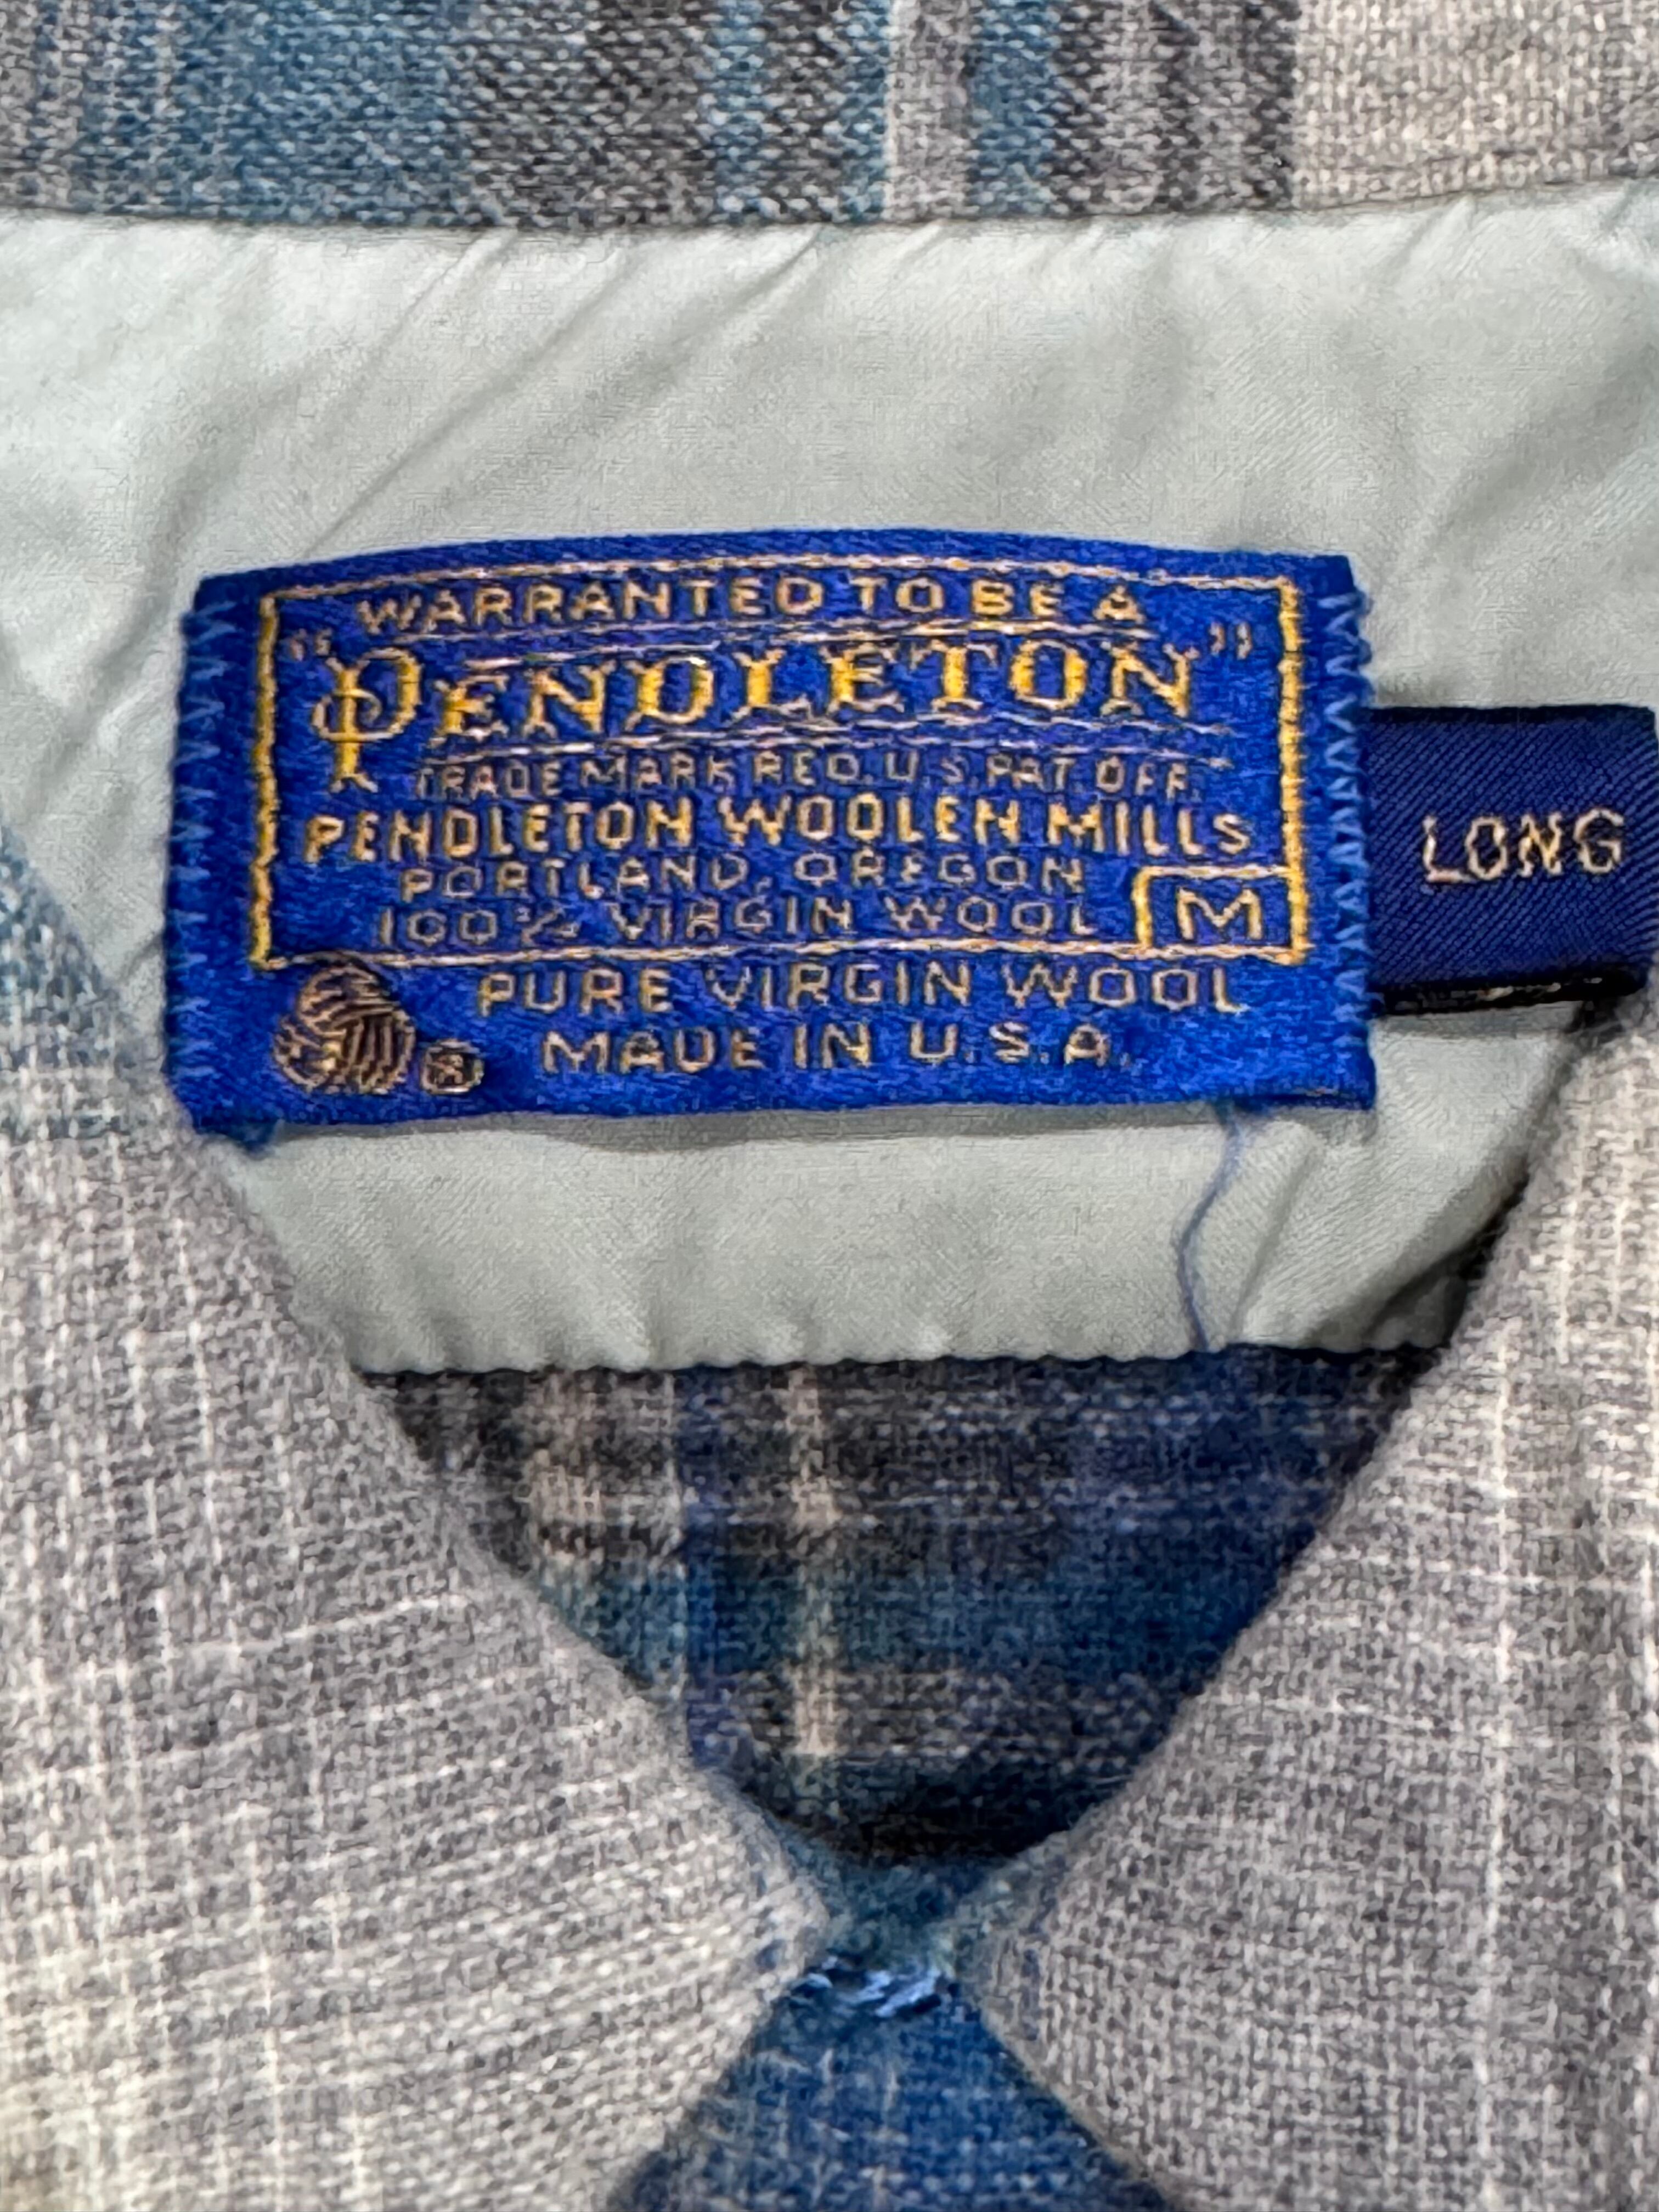 WARRANTED TO BE A
"PENDLETON"
TRADE MARK REG. U.S. PAT. OFF.
PENDLETON WOOLEN MILLS
PORTLAND, OREGON
100% VIRGIN WOOL
M
PURE VIRGIN WOOL
®
MADE IN U.S.A.
LONG